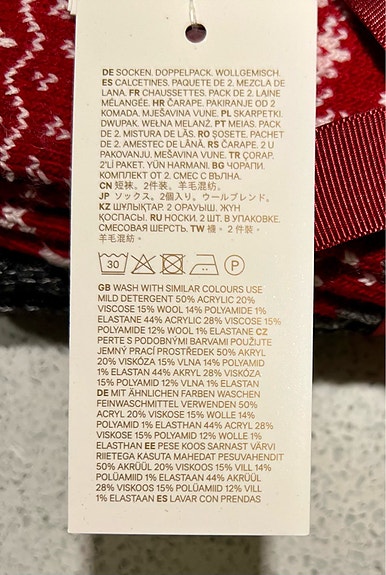 DE SOCKEN. DOPPELPACK. WOLLGEMISCH.
ES CALCETINES. PAQUETE DE 2. MEZCLA DE
LANA. FR CHAUSSETTES. PACK DE 2. LAINE
MÉLANGÉE. HR ČARAPE. PAKIRANJE OD 2
KOMADA. MJEŠAVINA VUNE. PL SKARPETKI.
DWUPAK. WEŁNA MELANŻ. PT MEIAS. PACK
DE 2. MISTURA DE LÃS. RO ȘOSETE. PACHET
DE 2. AMESTEC DE LÂNĂ. RS ČARAPE. 2 U
PAKOVANJU. MEŠAVINA VUNE. TR ÇORAP.
2'Lİ PAKET. YÜN HARMANI. BG ЧОРАПИ.
КОМПЛЕКТ ОТ 2. СМЕС С ВЪЛНА.
CN 短袜。2件装。羊毛混纺。
JP ソックス。2個入り。ウールブレンド。
KZ ШҰЛЫҚТАР. 2 ОРАУЫШ. ЖҮН
ҚОСПАСЫ. RU НОСКИ. 2 ШТ. В УПАКОВКЕ.
СМЕСОВАЯ ШЕРСТЬ. TW 襪。2 件裝。
羊毛混紡。
30 P
GB WASH WITH SIMILAR COLOURS USE
MILD DETERGENT 50% ACRYLIC 20%
VISCOSE 15% WOOL 14% POLYAMIDE 1%
ELASTANE 44% ACRYLIC 28% VISCOSE 15%
POLYAMIDE 12% WOOL 1% ELASTANE CZ
PERTE S PODOBNÝMI BARVAMI POUŽIJTE
JEMNÝ PRACÍ PROSTŘEDEK 50% AKRYL
20% VISKÓZA 15% VLNA 14% POLYAMID
1% ELASTAN 44% AKRYL 28% VISKÓZA
15% POLYAMID 12% VLNA 1% ELASTAN
DE MIT ÄHNLICHEN FARBEN WASCHEN
FEINWASCHMITTEL VERWENDEN 50%
ACRYL 20% VISKOSE 15% WOLLE 14%
POLYAMID 1% ELASTHAN 44% ACRYL 28%
VISKOSE 15% POLYAMID 12% WOLLE 1%
ELASTHAN EE PESE KOOS SARNAST VÄRVI
RIIETEGA KASUTA MAHEDAT PESUVAHENDIT
50% AKRÜÜL 20% VISKOOS 15% VILL 14%
POLÜAMIID 1% ELASTAAN 44% AKRÜÜL
28% VISKOOS 15% POLÜAMIID 12% VILL
1% ELASTAAN ES LAVAR CON PRENDAS